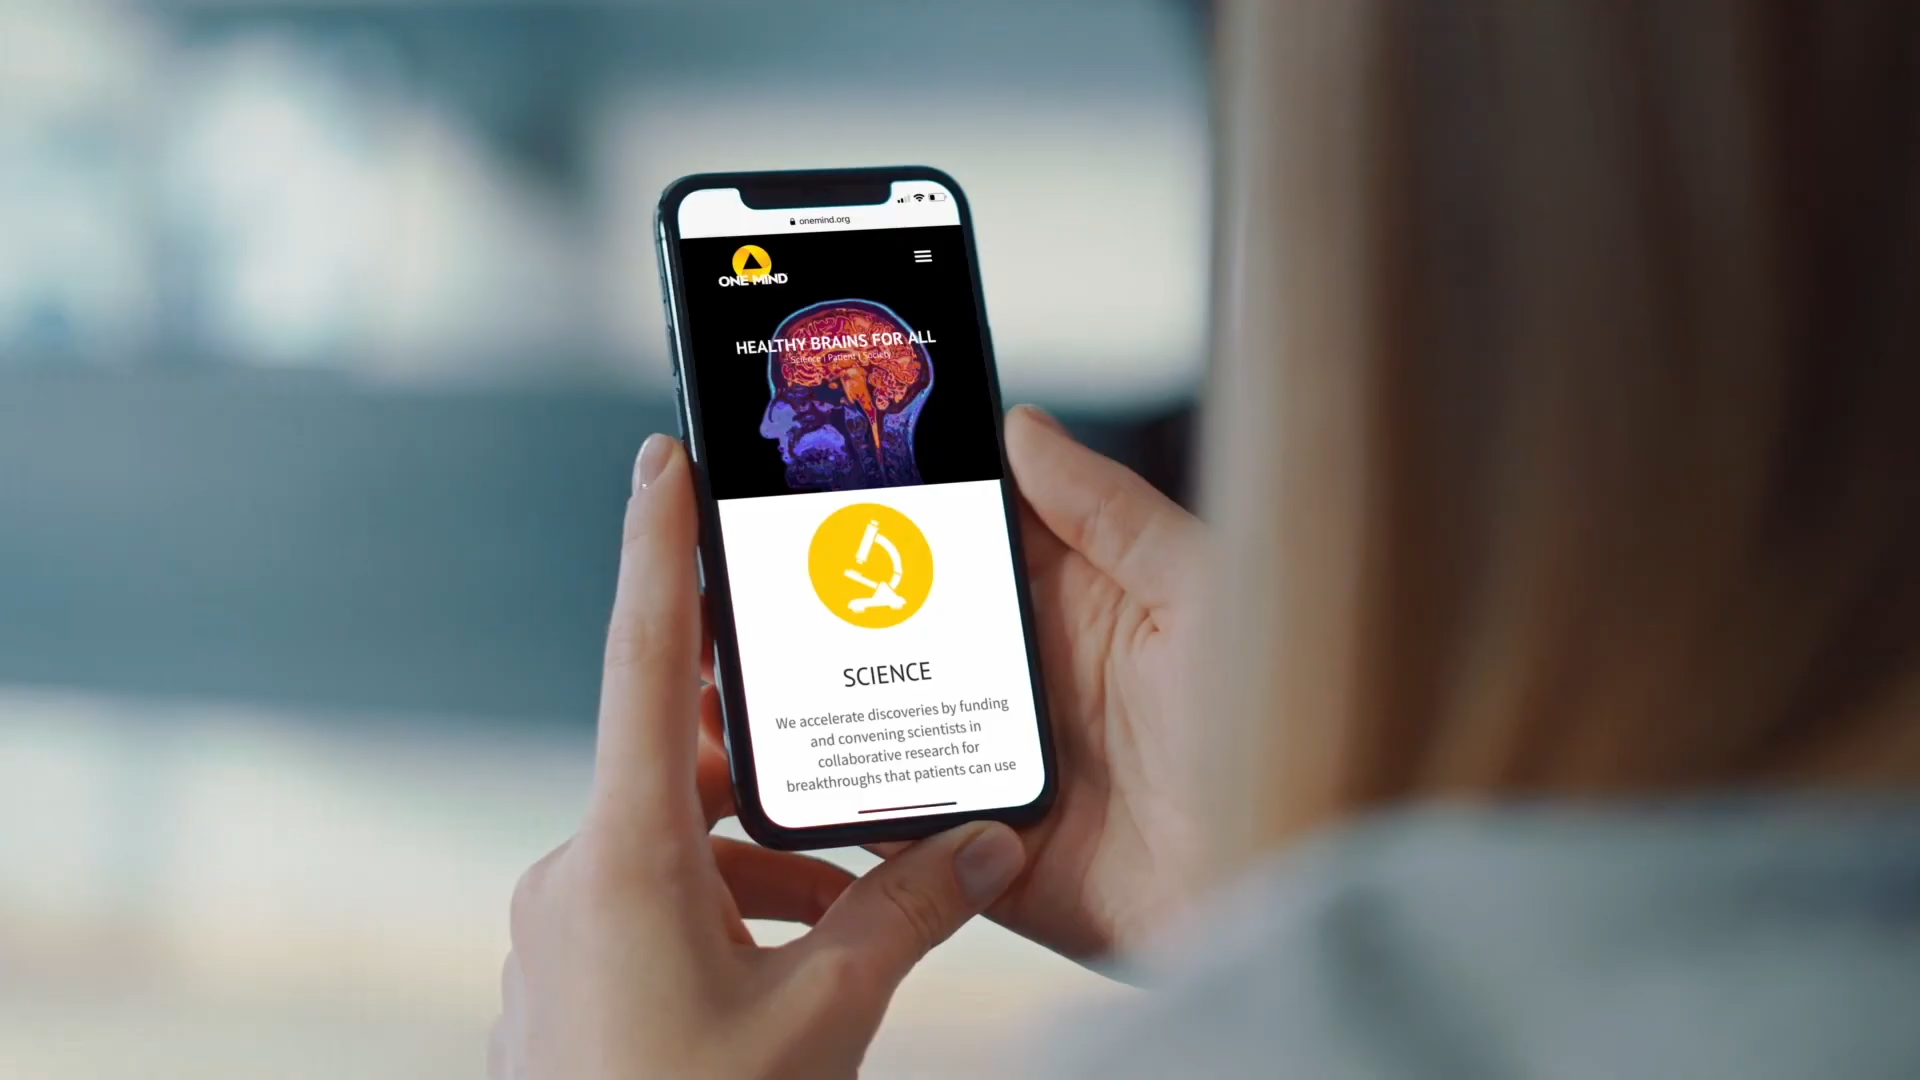 onemind.org
ONE MIND
HEALTHY BRAINS FOR ALL
Science | Patient | Society
SCIENCE
We accelerate discoveries by funding
and convening scientists in
collaborative research for
breakthroughs that patients can use